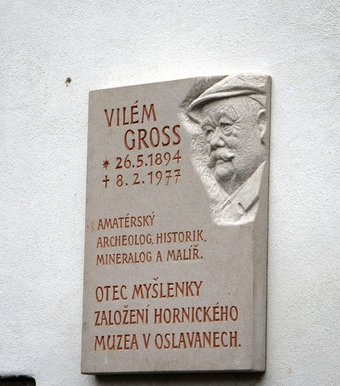 VILÉM
GROSS
* 26.5.1894
† 8.2.1977
AMATÉRSKÝ
ARCHEOLOG, HISTORIK,
MINERALOG A MALÍŘ.
OTEC MYŠLENKY
ZALOŽENÍ HORNICKÉHO
MUZEA V OSLAVANECH.